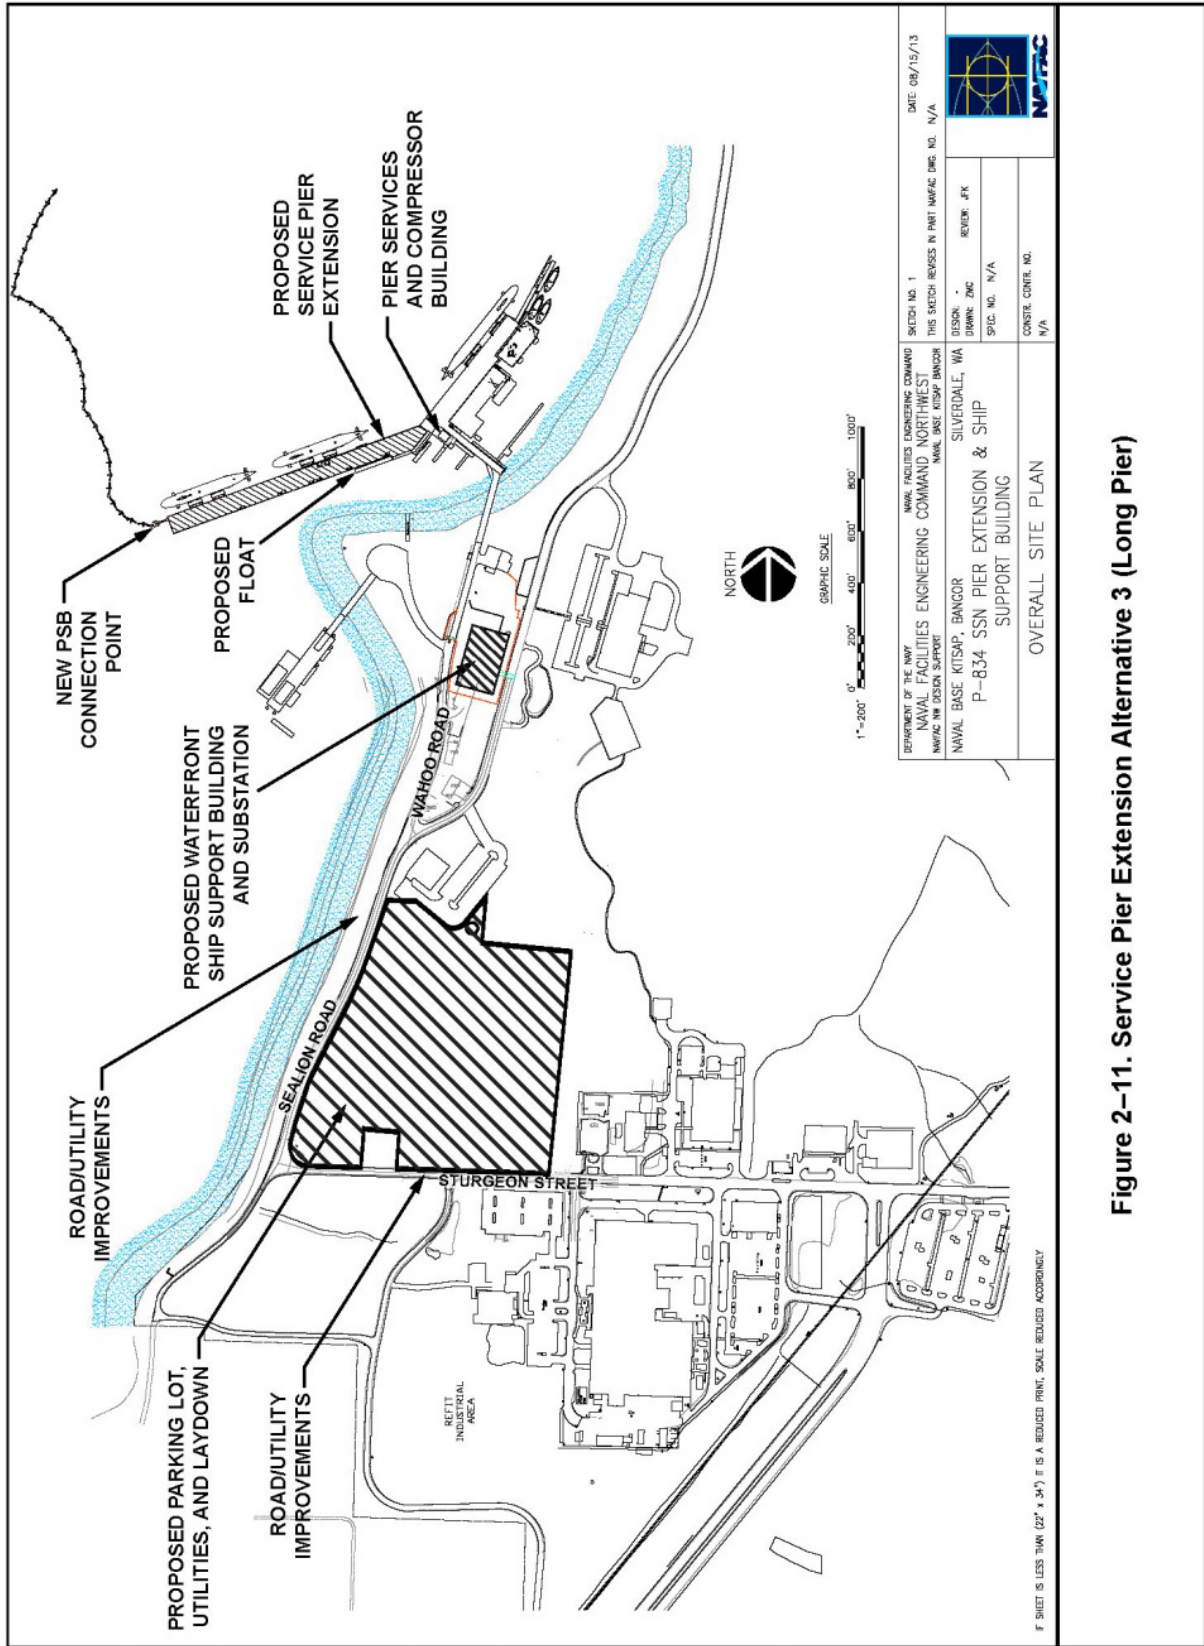 NEW PSB
CONNECTION
POINT
PROPOSED
SERVICE PIER
EXTENSION
PIER SERVICES
AND COMPRESSOR
BUILDING
PROPOSED
FLOAT
PROPOSED WATERFRONT
SHIP SUPPORT BUILDING
AND SUBSTATION
ROAD/UTILITY
IMPROVEMENTS
PROPOSED PARKING LOT,
UTILITIES, AND LAYDOWN
ROAD/UTILITY
IMPROVEMENTS
WAHOO ROAD
SEALION ROAD
STURGEON STREET
REFIT
INDUSTRIAL
AREA
NORTH
GRAPHIC SCALE
1"=200'
0'
200'
400'
600'
800'
1000'
DEPARTMENT OF THE NAVY
NAVAL FACILITIES ENGINEERING COMMAND
NAVAL FACILITIES ENGINEERING COMMAND NORTHWEST
NAVFAC NW DESIGN SUPPORT
NAVAL BASE KITSAP BANGOR
NAVAL BASE KITSAP, BANGOR
SILVERDALE, WA
P-834 SSN PIER EXTENSION & SHIP
SUPPORT BUILDING
OVERALL SITE PLAN
SKETCH NO. 1
DATE: 08/15/13
THIS SKETCH REVISES IN PART NAVFAC DWG. NO. N/A
DESIGN: -
DRAWN: ZMC
REVIEW: JFK
SPEC. NO. N/A
CONSTR. CONTR. NO.
N/A
NAVFAC
IF SHEET IS LESS THAN (22" x 34") IT IS A REDUCED PRINT, SCALE REDUCED ACCORDINGLY
Figure 2–11. Service Pier Extension Alternative 3 (Long Pier)